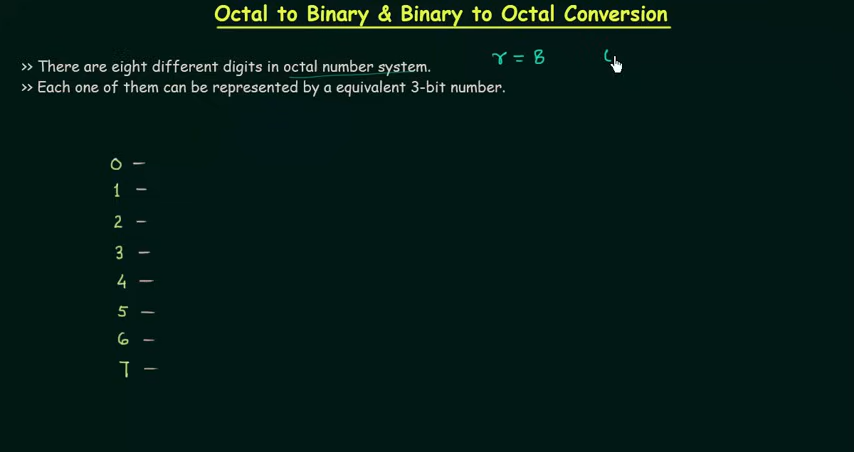 Octal to Binary & Binary to Octal Conversion
>> There are eight different digits in octal number system. r = 8 (
>> Each one of them can be represented by a equivalent 3-bit number.
0 —
1 —
2 —
3 —
4 —
5 —
6 —
7 —